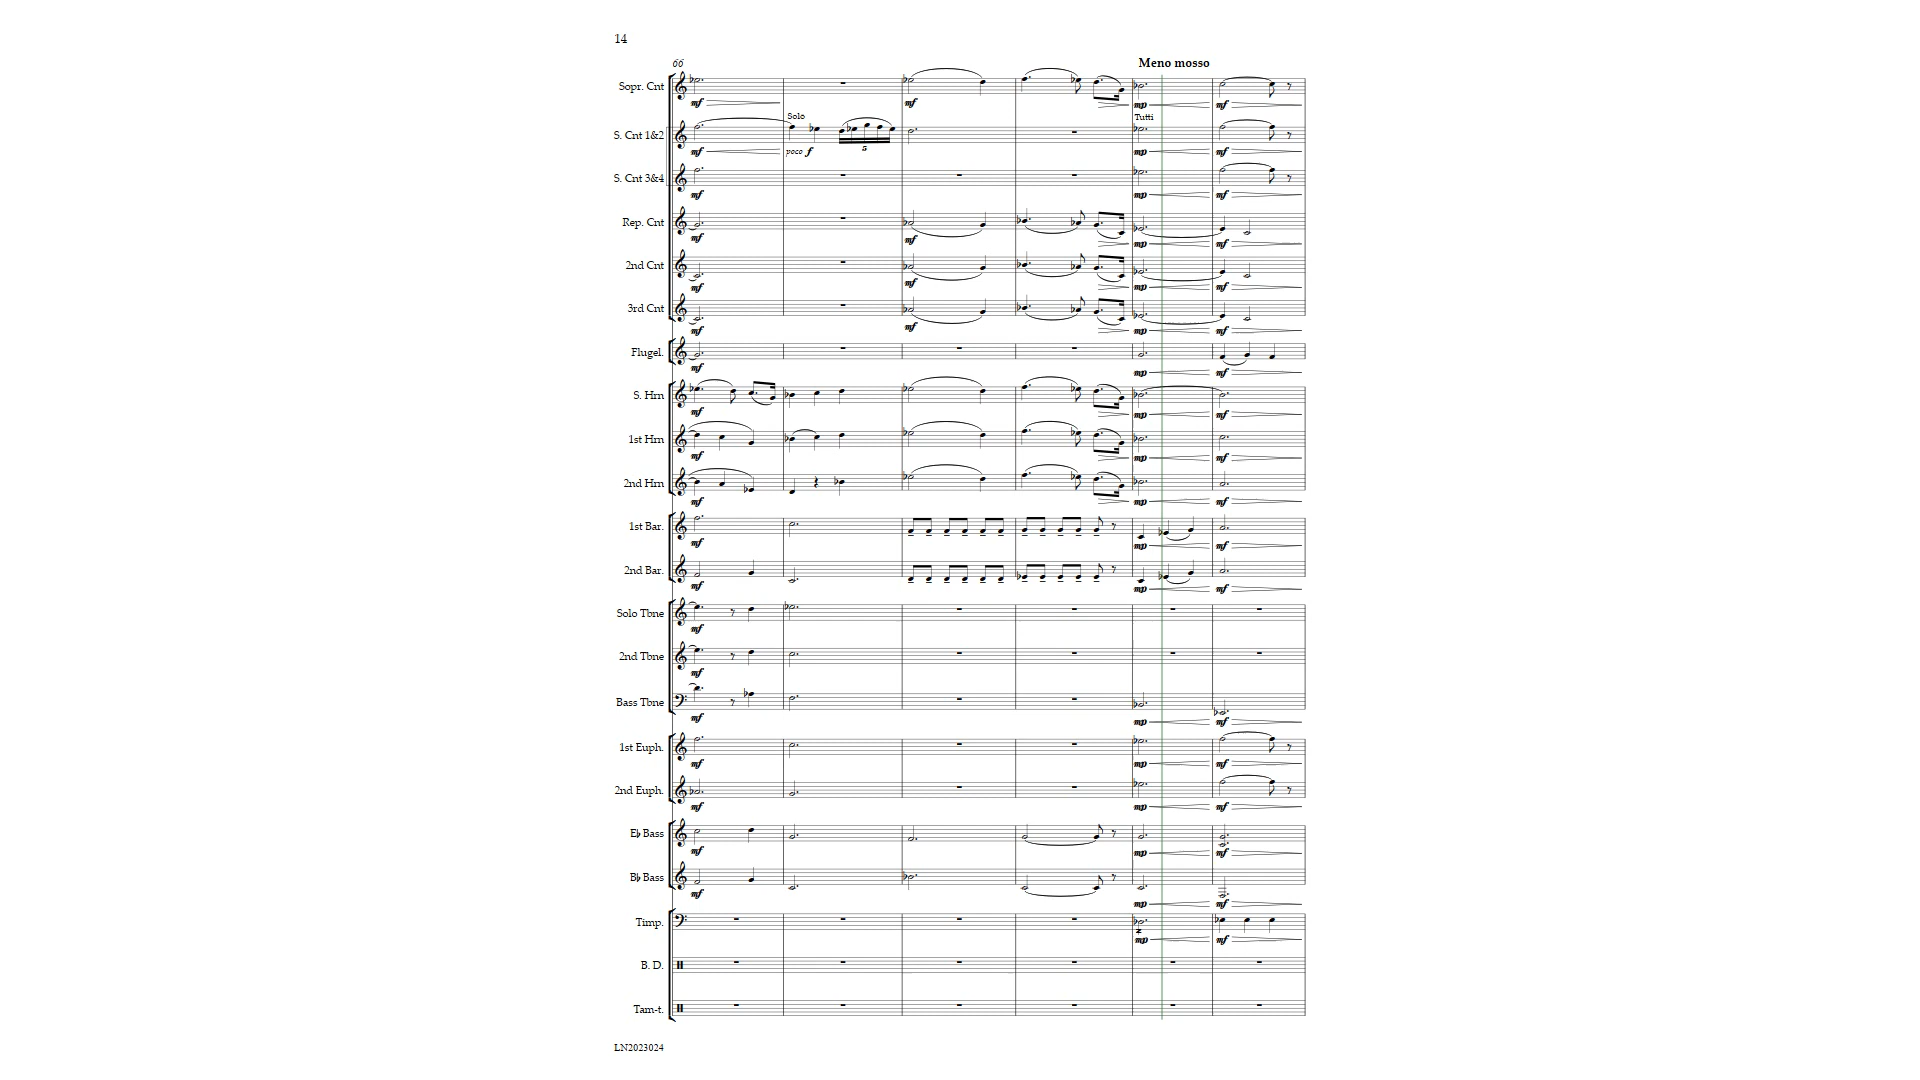 14
66
Meno mosso
Sopr. Cnt
mf
mf
mp
mf
Solo
Tutti
S. Cnt 1&2
mf
poco f
5
mp
mf
S. Cnt 3&4
mf
mp
mf
Rep. Cnt
mf
mf
mp
mf
2nd Cnt
mf
mf
mp
mf
3rd Cnt
mf
mf
mp
mf
Flugel.
mf
mp
mf
S. Hrn
mf
mp
mf
1st Hrn
mf
mp
mf
2nd Hrn
mf
mp
mf
1st Bar.
mf
mp
mf
2nd Bar.
mf
mp
mf
Solo Tbne
mf
2nd Tbne
mf
Bass Tbne
mf
mp
mf
1st Euph.
mf
mp
mf
2nd Euph.
mf
mp
mf
E♭ Bass
mf
mp
mf
B♭ Bass
mf
mp
mf
Timp.
mp
mf
B. D.
Tam-t.
LN2023024